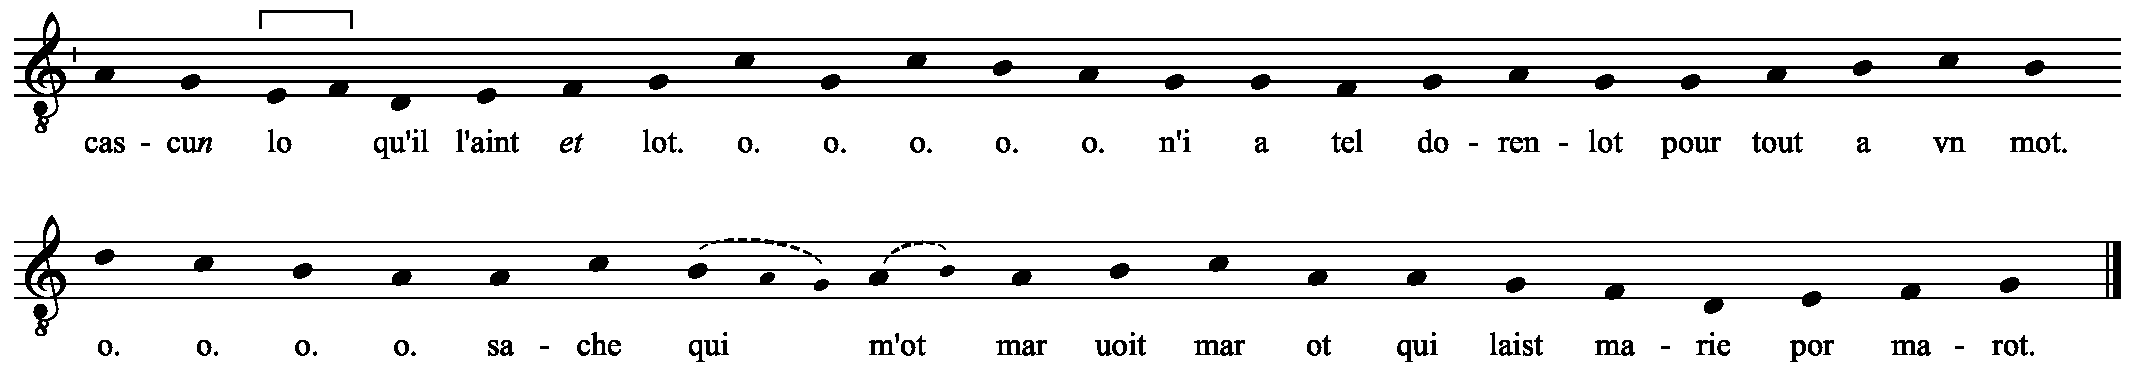 cas - cun lo qu'il l'aint et lot. o. o. o. o. o. n'i a tel do - ren - lot pour tout a vn mot.
o. o. o. o. sa - che qui m'ot mar uoit mar ot qui laist ma - rie por ma - rot.